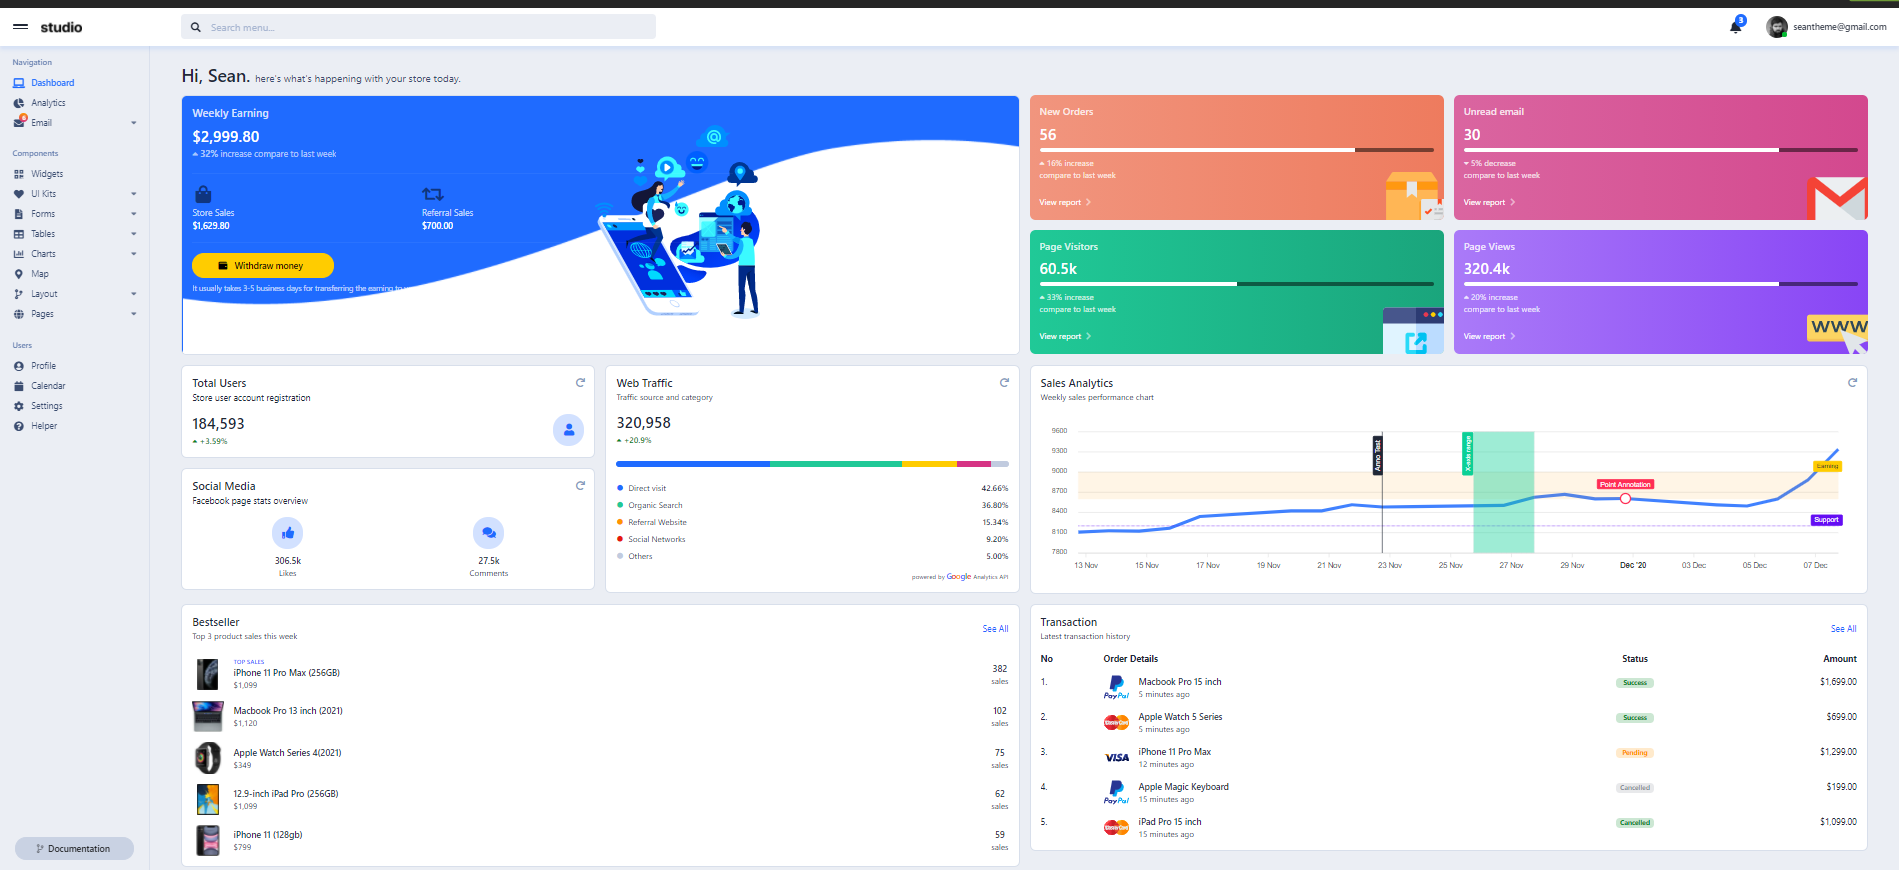 studio
Search menu...
3
seantheme@gmail.com
Navigation
Dashboard
Analytics
6
Email
Components
Widgets
UI Kits
Forms
Tables
Charts
Map
Layout
Pages
Users
Profile
Calendar
Settings
Helper
Documentation
Hi, Sean. here's what's happening with your store today.
Weekly Earning
$2,999.80
32% increase compare to last week
Store Sales
$1,629.80
Referral Sales
$700.00
Withdraw money
It usually takes 3-5 business days for transferring the earning to
New Orders
56
16% increase
compare to last week
View report
Unread email
30
5% decrease
compare to last week
View report
Page Visitors
60.5k
33% increase
compare to last week
View report
Page Views
320.4k
20% increase
compare to last week
View report
WWW
Total Users
Store user account registration
184,593
+3.59%
Social Media
Facebook page stats overview
306.5k
Likes
27.5k
Comments
Web Traffic
Traffic source and category
320,958
+20.9%
Direct visit 42.66%
Organic Search 36.80%
Referral Website 15.34%
Social Networks 9.20%
Others 5.00%
powered by Google Analytics API
Sales Analytics
Weekly sales performance chart
9600
9300
9000
8700
8400
8100
7800
Anno Test
X-axis range
Point Annotation
Earning
Support
13 Nov 15 Nov 17 Nov 19 Nov 21 Nov 23 Nov 25 Nov 27 Nov 29 Nov Dec '20 03 Dec 05 Dec 07 Dec
Bestseller
Top 3 product sales this week
See All
TOP SALES
iPhone 11 Pro Max (256GB)
$1,099
382
sales
Macbook Pro 13 inch (2021)
$1,120
102
sales
Apple Watch Series 4(2021)
$349
75
sales
12.9-inch iPad Pro (256GB)
$1,099
62
sales
iPhone 11 (128gb)
$799
59
sales
Transaction
Latest transaction history
See All
No Order Details Status Amount
1. PayPal Macbook Pro 15 inch Success $1,699.00
5 minutes ago
2. MasterCard Apple Watch 5 Series Success $699.00
5 minutes ago
3. VISA iPhone 11 Pro Max Pending $1,299.00
12 minutes ago
4. PayPal Apple Magic Keyboard Cancelled $199.00
15 minutes ago
5. MasterCard iPad Pro 15 inch Cancelled $1,099.00
15 minutes ago